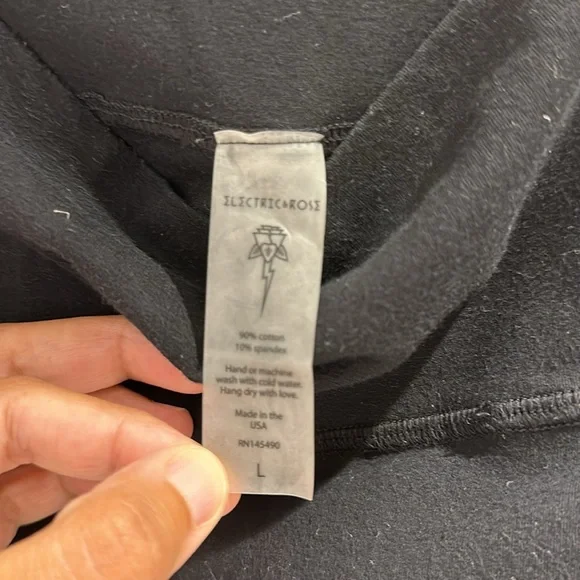 ELECTRIC&ROSE
90% cotton
10% spandex
Hand or machine
wash with cold water.
Hang dry with love.
Made in the
USA
RN145490
L